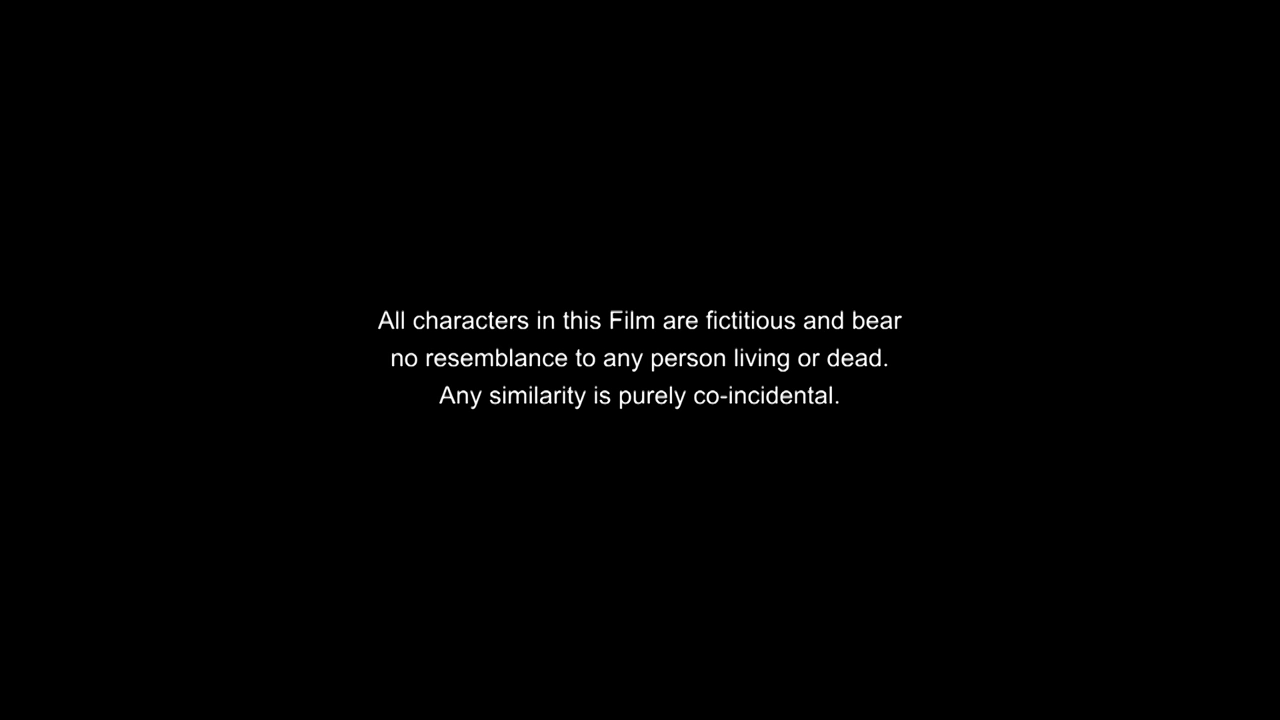 All characters in this Film are fictitious and bear
no resemblance to any person living or dead.
Any similarity is purely co-incidental.